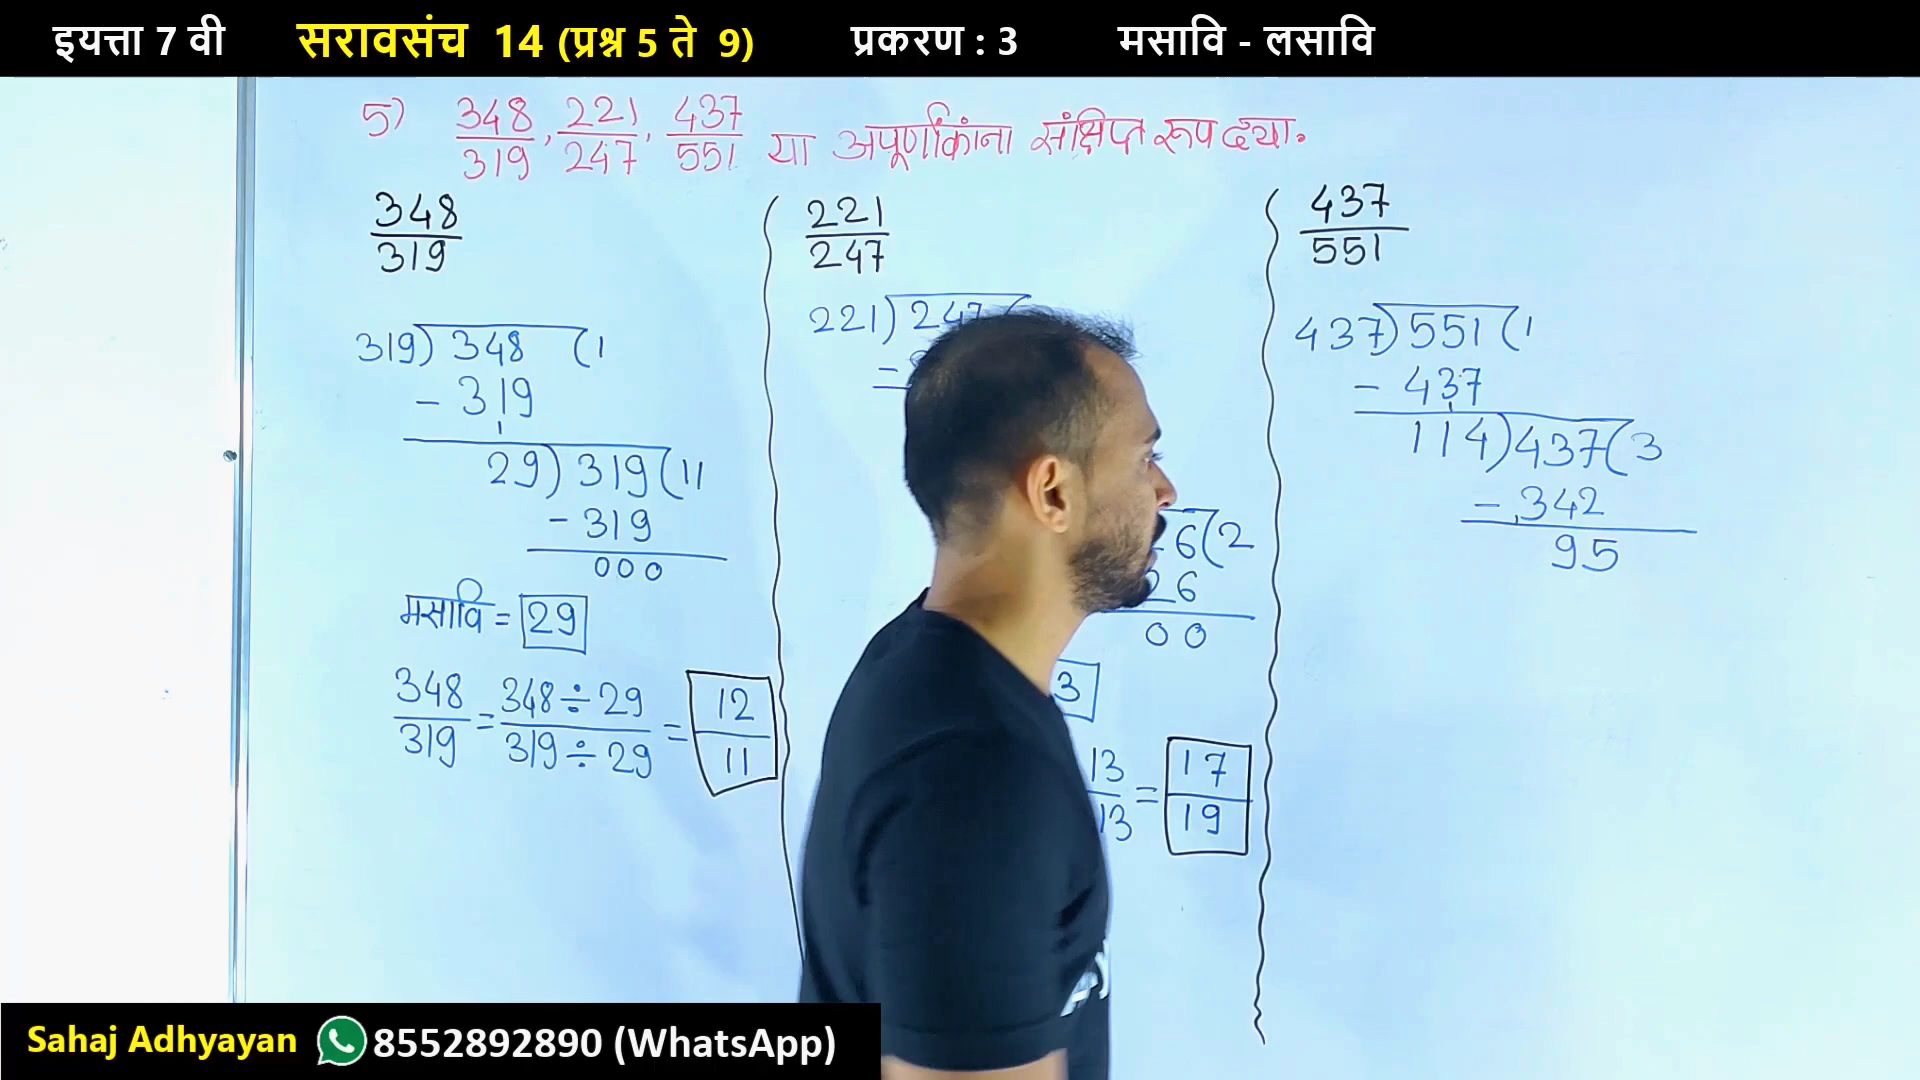 इयत्ता 7 वी सरावसंच 14 (प्रश्न 5 ते 9) प्रकरण : 3 मसावि - लसावि
5) 348/319, 221/247, 437/551 या अपूर्णांकांना संक्षिप्त रूप द्या.
348
319
319) 348 (1
- 319
29) 319 (11
- 319
000
मसावि = 29
348/319 = 348 ÷ 29/319 ÷ 29 = 12/11
221
247
221) 247
6 (2
26
00
3
13/13 = 17/19
437
551
437) 551 (1
- 437
114) 437 (3
- 342
95
Sahaj Adhyayan 8552892890 (WhatsApp)